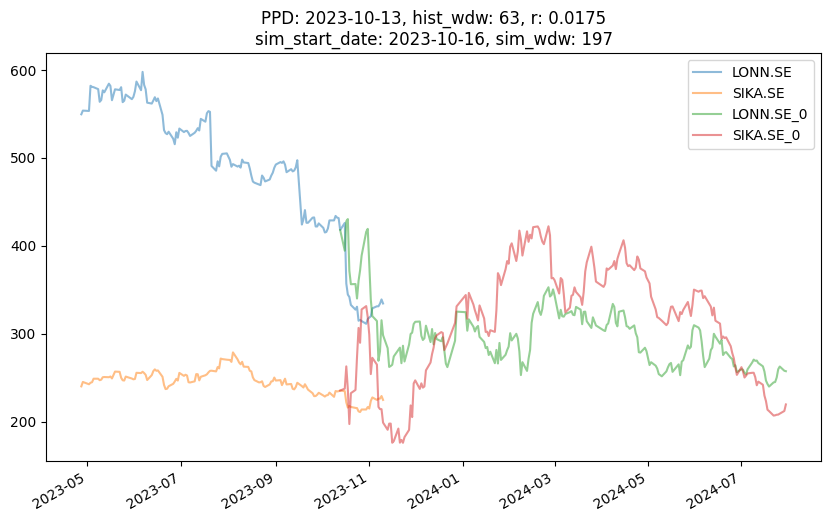 PPD: 2023-10-13, hist_wdw: 63, r: 0.0175
sim_start_date: 2023-10-16, sim_wdw: 197
LONN.SE
SIKA.SE
LONN.SE_0
SIKA.SE_0
600
500
400
300
200
2023-05
2023-07
2023-09
2023-11
2024-01
2024-03
2024-05
2024-07